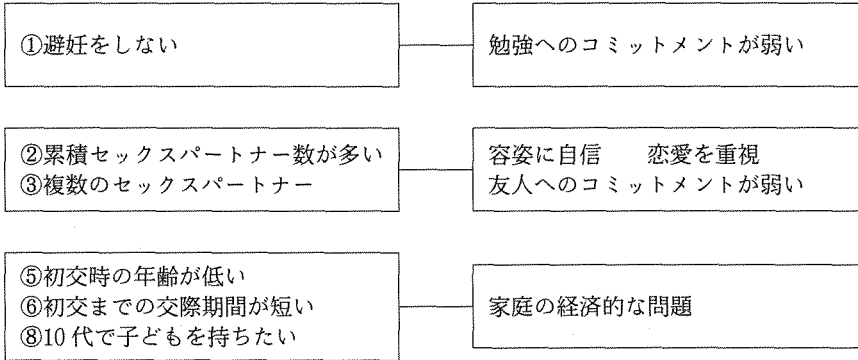 ①避妊をしない
勉強へのコミットメントが弱い
②累積セックスパートナー数が多い
③複数のセックスパートナー
容姿に自信 恋愛を重視
友人へのコミットメントが弱い
⑤初交時の年齢が低い
⑥初交までの交際期間が短い
⑧10代で子どもを持ちたい
家庭の経済的な問題